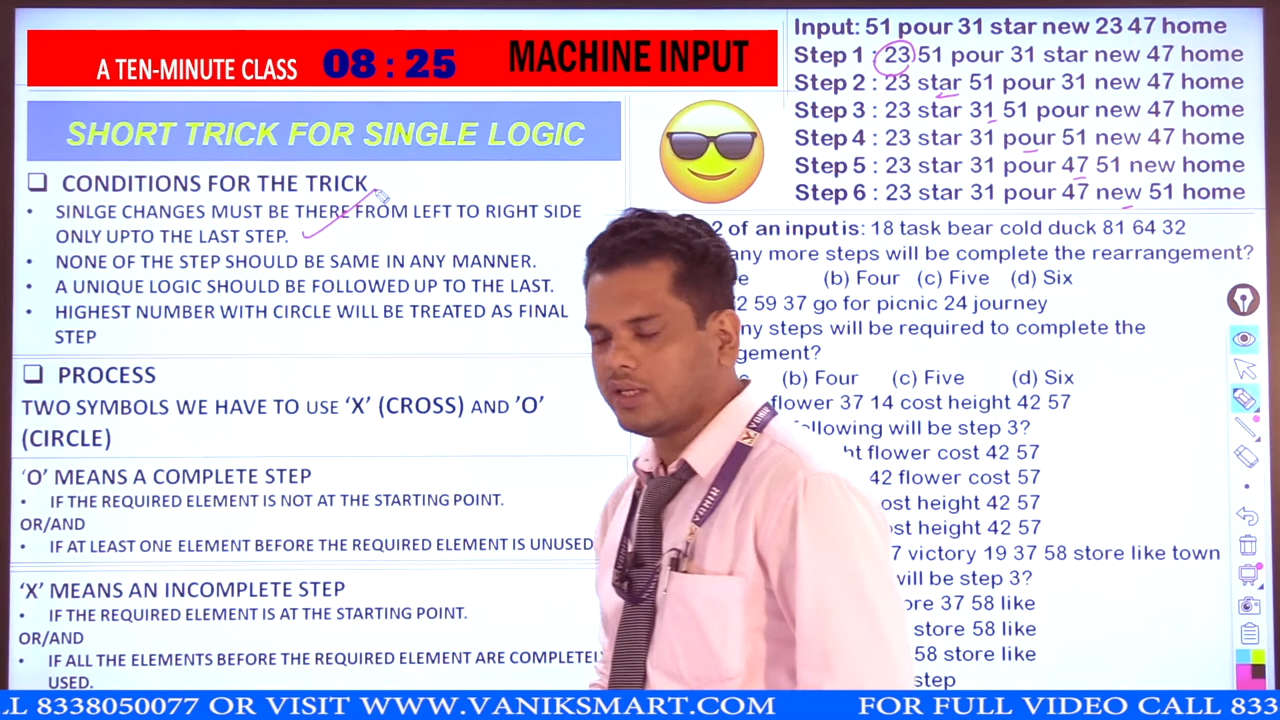 A TEN-MINUTE CLASS 08 : 25 MACHINE INPUT
SHORT TRICK FOR SINGLE LOGIC
CONDITIONS FOR THE TRICK
• SINLGE CHANGES MUST BE THERE FROM LEFT TO RIGHT SIDE
ONLY UPTO THE LAST STEP.
• NONE OF THE STEP SHOULD BE SAME IN ANY MANNER.
• A UNIQUE LOGIC SHOULD BE FOLLOWED UP TO THE LAST.
• HIGHEST NUMBER WITH CIRCLE WILL BE TREATED AS FINAL
STEP
PROCESS
TWO SYMBOLS WE HAVE TO USE ‘X’ (CROSS) AND ’O’
(CIRCLE)
‘O’ MEANS A COMPLETE STEP
• IF THE REQUIRED ELEMENT IS NOT AT THE STARTING POINT.
OR/AND
• IF AT LEAST ONE ELEMENT BEFORE THE REQUIRED ELEMENT IS UNUSED
‘X’ MEANS AN INCOMPLETE STEP
• IF THE REQUIRED ELEMENT IS AT THE STARTING POINT.
OR/AND
• IF ALL THE ELEMENTS BEFORE THE REQUIRED ELEMENT ARE
USED.
Input: 51 pour 31 star new 23 47 home
Step 1 : 23 51 pour 31 star new 47 home
Step 2 : 23 star 51 pour 31 new 47 home
Step 3 : 23 star 31 51 pour new 47 home
Step 4 : 23 star 31 pour 51 new 47 home
Step 5 : 23 star 31 pour 47 51 new home
Step 6 : 23 star 31 pour 47 new 51 home
2 of an input is: 18 task bear cold duck 81 64 32
more steps will be complete the rearrangement?
(b) Four (c) Five (d) Six
59 37 go for picnic 24 journey
steps will be required to complete the
(b) Four (c) Five (d) Six
flower 37 14 cost height 42 57
following will be step 3?
flower cost 42 57
42 flower cost 57
height 42 57
height 42 57
victory 19 37 58 store like town
will be step 3?
37 58 like
store 58 like
58 store like
step
VANIK
8338050077 OR VISIT WWW.VANIKSMART.COM FOR FULL VIDEO CALL 833